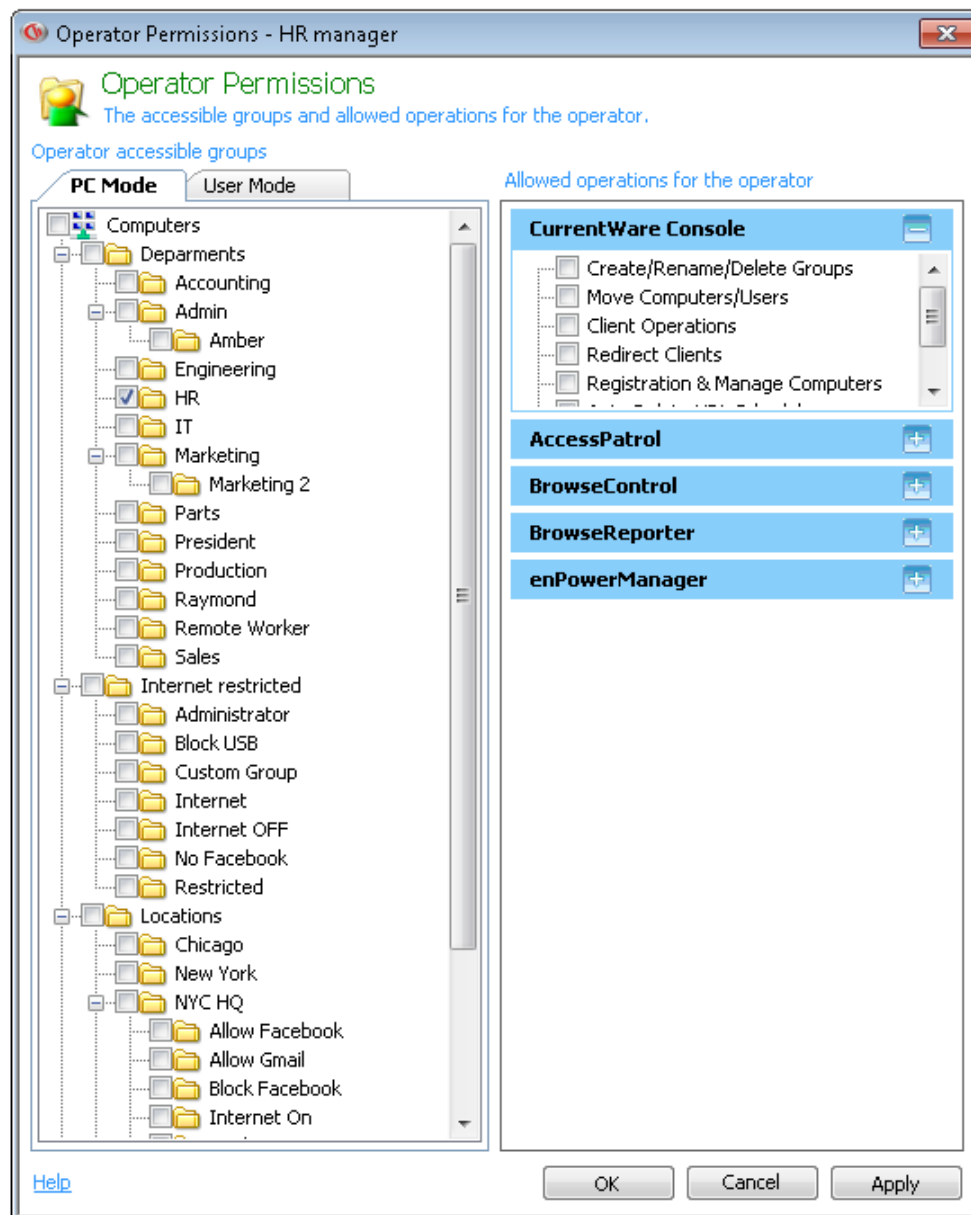 Operator Permissions - HR manager
Operator Permissions
The accessible groups and allowed operations for the operator.
Operator accessible groups
PC Mode
User Mode
Computers
Deparments
Accounting
Admin
Amber
Engineering
HR
IT
Marketing
Marketing 2
Parts
President
Production
Raymond
Remote Worker
Sales
Internet restricted
Administrator
Block USB
Custom Group
Internet
Internet OFF
No Facebook
Restricted
Locations
Chicago
New York
NYC HQ
Allow Facebook
Allow Gmail
Block Facebook
Internet On
Allowed operations for the operator
CurrentWare Console
Create/Rename/Delete Groups
Move Computers/Users
Client Operations
Redirect Clients
Registration & Manage Computers
AccessPatrol
BrowseControl
BrowseReporter
enPowerManager
Help
OK
Cancel
Apply